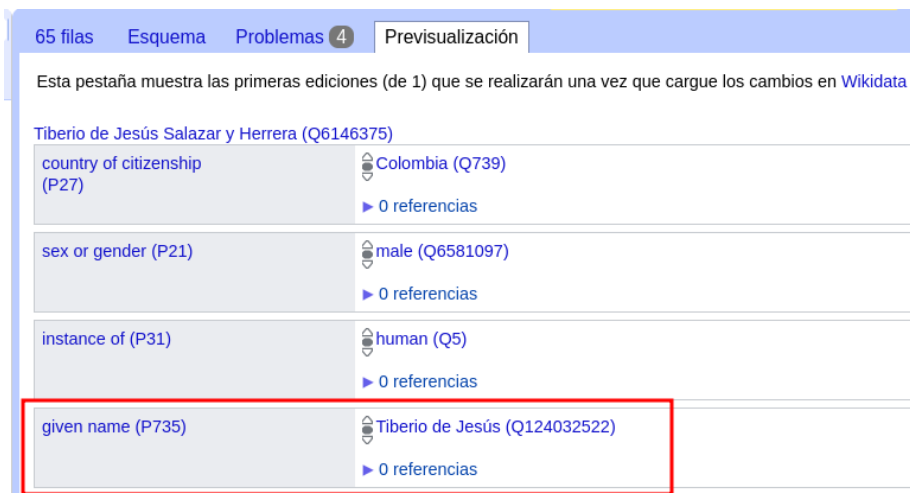 65 filas Esquema Problemas 4 Previsualización
Esta pestaña muestra las primeras ediciones (de 1) que se realizarán una vez que cargue los cambios en Wikidata
Tiberio de Jesús Salazar y Herrera (Q6146375)
country of citizenship (P27)
Colombia (Q739)
▶ 0 referencias
sex or gender (P21)
male (Q6581097)
▶ 0 referencias
instance of (P31)
human (Q5)
▶ 0 referencias
given name (P735)
Tiberio de Jesús (Q124032522)
▶ 0 referencias